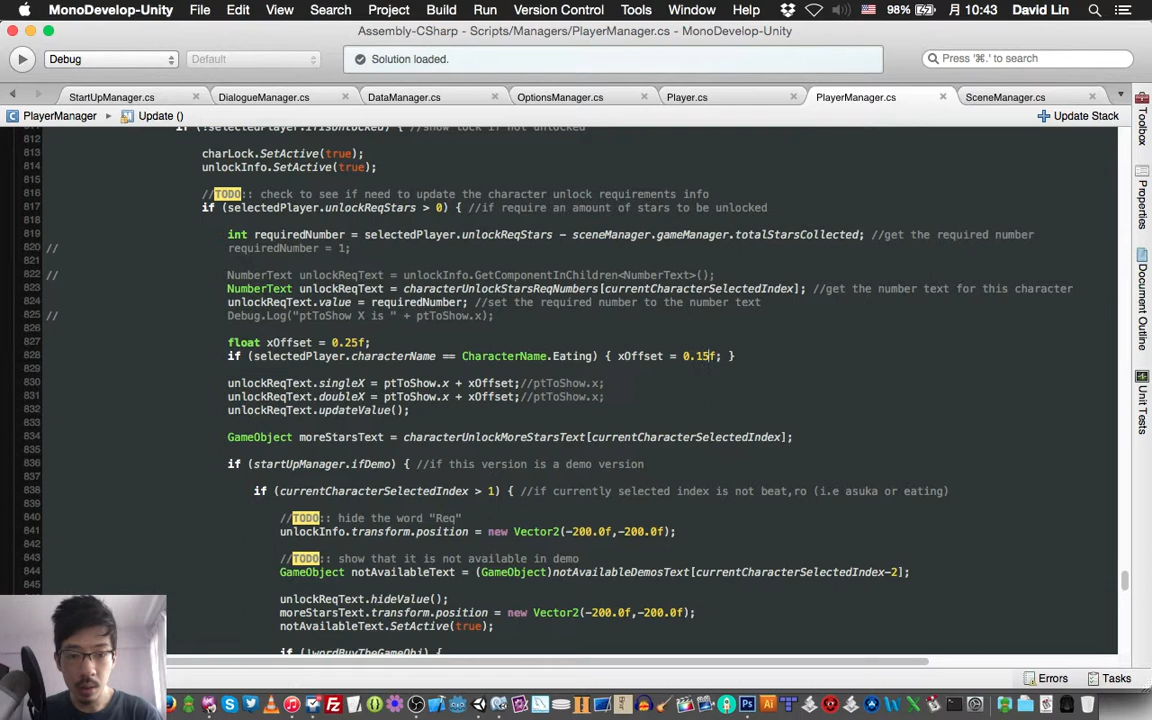 MonoDevelop-Unity File Edit View Search Project Build Run Version Control Tools Window Help 98% 月 10:43 David Lin
Assembly-CSharp - Scripts/Managers/PlayerManager.cs - MonoDevelop-Unity
Debug Default Solution loaded. Press '⌘.' to search
StartUpManager.cs DialogueManager.cs DataManager.cs OptionsManager.cs Player.cs PlayerManager.cs SceneManager.cs
PlayerManager Update () Update Stack
if (!selectedPlayer.ifIsUnlocked) { //show lock if not unlocked
812
813 charLock.SetActive(true);
814 unlockInfo.SetActive(true);
815
816 //TODO:: check to see if need to update the character unlock requirements info
817 if (selectedPlayer.unlockReqStars > 0) { //if require an amount of stars to be unlocked
818
819 int requiredNumber = selectedPlayer.unlockReqStars - sceneManager.gameManager.totalStarsCollected; //get the required number
820 // requiredNumber = 1;
821
822 // NumberText unlockReqText = unlockInfo.GetComponentInChildren<NumberText>();
823 NumberText unlockReqText = characterUnlockStarsReqNumbers[currentCharacterSelectedIndex]; //get the number text for this character
824 unlockReqText.value = requiredNumber; //set the required number to the number text
825 // Debug.Log("ptToShow X is " + ptToShow.x);
826
827 float xOffset = 0.25f;
828 if (selectedPlayer.characterName == CharacterName.Eating) { xOffset = 0.15f; }
829
830 unlockReqText.singleX = ptToShow.x + xOffset;//ptToShow.x;
831 unlockReqText.doubleX = ptToShow.x + xOffset;//ptToShow.x;
832 unlockReqText.updateValue();
833
834 GameObject moreStarsText = characterUnlockMoreStarsText[currentCharacterSelectedIndex];
835
836 if (startUpManager.ifDemo) { //if this version is a demo version
837
838 if (currentCharacterSelectedIndex > 1) { //if currently selected index is not beat,ro (i.e asuka or eating)
839
840 //TODO:: hide the word "Req"
841 unlockInfo.transform.position = new Vector2(-200.0f,-200.0f);
842
843 //TODO:: show that it is not available in demo
844 GameObject notAvailableText = (GameObject)notAvailableDemosText[currentCharacterSelectedIndex-2];
845
unlockReqText.hideValue();
moreStarsText.transform.position = new Vector2(-200.0f,-200.0f);
notAvailableText.SetActive(true);
if (!wordBuyTheGameObj) {
Toolbox
Properties
Document Outline
Unit Tests
Errors Tasks